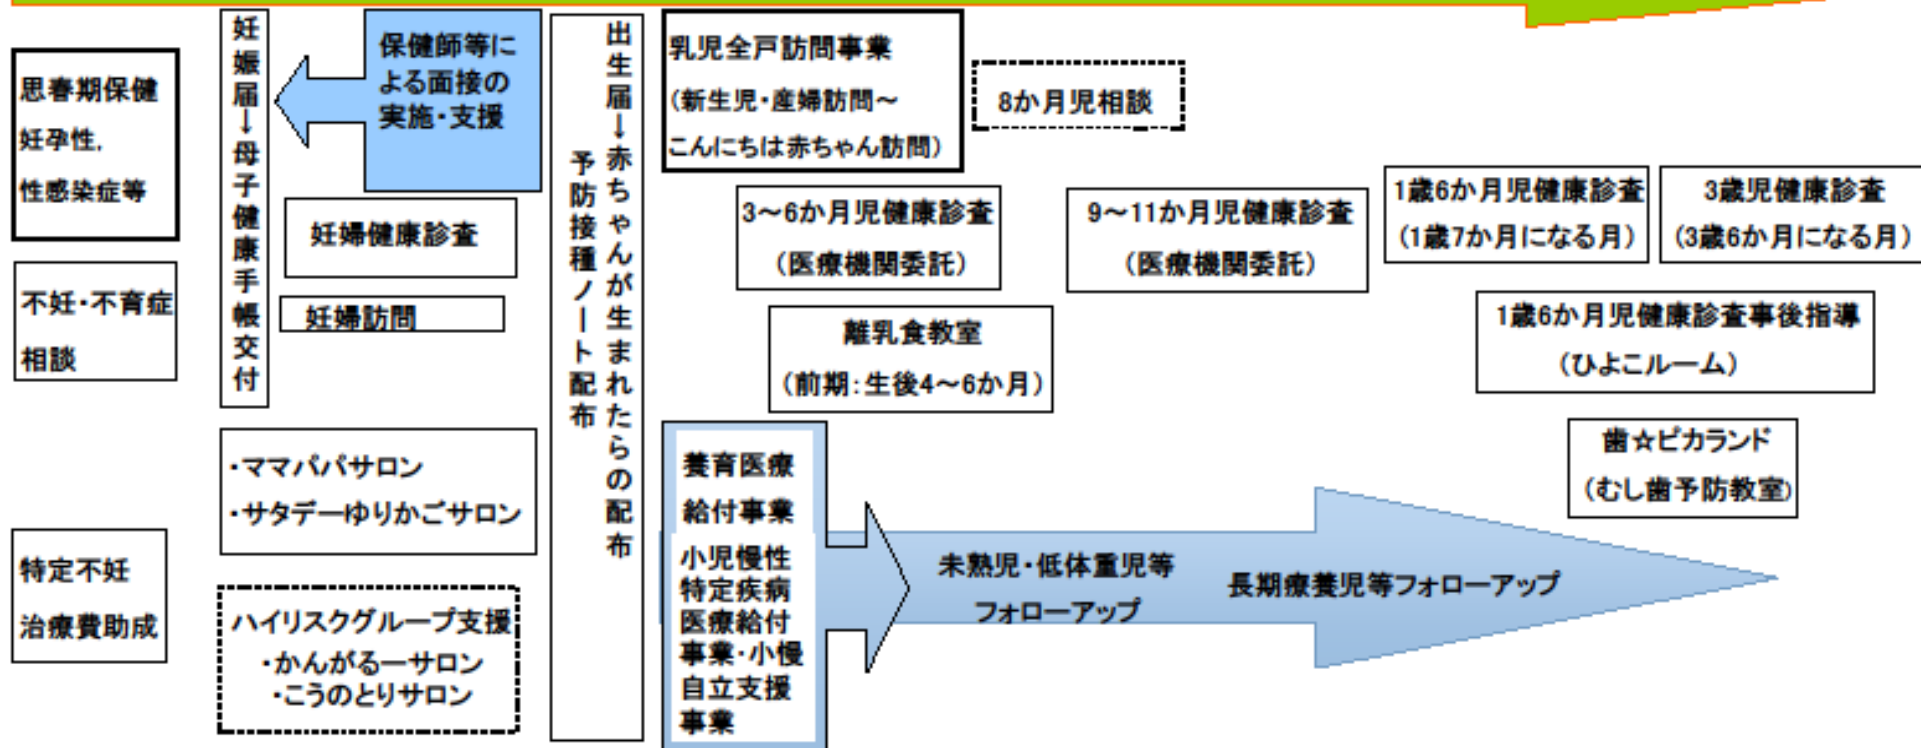 思春期保健
妊孕性,
性感染症等
不妊・不育症
相談
特定不妊
治療費助成
妊娠届→母子健康手帳交付
保健師等に
よる面接の
実施・支援
妊婦健康診査
妊婦訪問
・ママパパサロン
・サタデーゆりかごサロン
ハイリスクグループ支援
・かんがるーサロン
・こうのとりサロン
出生届→赤ちゃんが生まれたらの配布
予防接種ノート配布
乳児全戸訪問事業
(新生児・産婦訪問～
こんにちは赤ちゃん訪問)
8か月児相談
3～6か月児健康診査
(医療機関委託)
9～11か月児健康診査
(医療機関委託)
1歳6か月児健康診査
(1歳7か月になる月)
3歳児健康診査
(3歳6か月になる月)
離乳食教室
(前期:生後4～6か月)
1歳6か月児健康診査事後指導
(ひよこルーム)
歯☆ピカランド
(むし歯予防教室)
養育医療
給付事業
小児慢性
特定疾病
医療給付
事業・小慢
自立支援
事業
未熟児・低体重児等
フォローアップ
長期療養児等フォローアップ